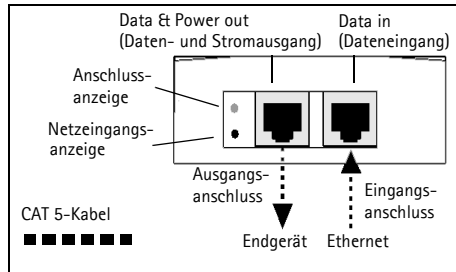 Data & Power out
(Daten- und Stromausgang)
Data in
(Dateneingang)
Anschluss-
anzeige
Netzeingangs-
anzeige
Ausgangs-
anschluss
Eingangs-
anschluss
CAT 5-Kabel
Endgerät
Ethernet